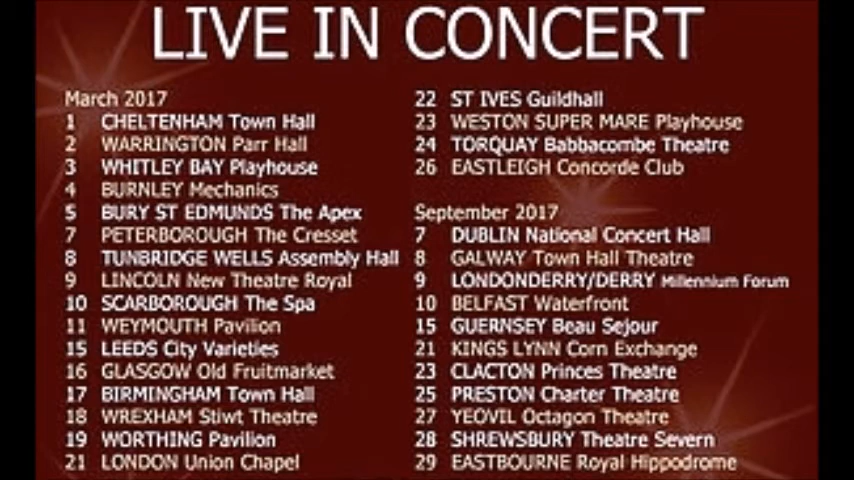 LIVE IN CONCERT
March 2017
1 CHELTENHAM Town Hall
2 WARRINGTON Parr Hall
3 WHITLEY BAY Playhouse
4 BURNLEY Mechanics
5 BURY ST EDMUNDS The Apex
7 PETERBOROUGH The Cresset
8 TUNBRIDGE WELLS Assembly Hall
9 LINCOLN New Theatre Royal
10 SCARBOROUGH The Spa
11 WEYMOUTH Pavilion
15 LEEDS City Varieties
16 GLASGOW Old Fruitmarket
17 BIRMINGHAM Town Hall
18 WREXHAM Stiwt Theatre
19 WORTHING Pavilion
21 LONDON Union Chapel
22 ST IVES Guildhall
23 WESTON SUPER MARE Playhouse
24 TORQUAY Babbacombe Theatre
26 EASTLEIGH Concorde Club
September 2017
7 DUBLIN National Concert Hall
8 GALWAY Town Hall Theatre
9 LONDONDERRY/DERRY Millennium Forum
10 BELFAST Waterfront
15 GUERNSEY Beau Sejour
21 KINGS LYNN Corn Exchange
23 CLACTON Princes Theatre
25 PRESTON Charter Theatre
27 YEOVIL Octagon Theatre
28 SHREWSBURY Theatre Severn
29 EASTBOURNE Royal Hippodrome